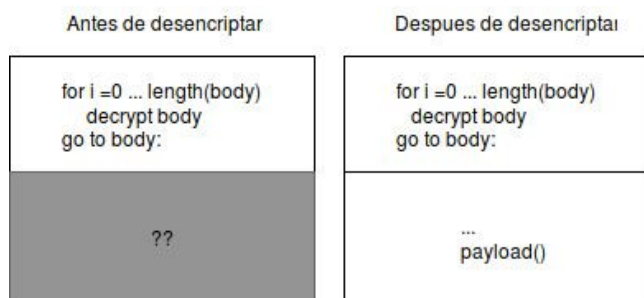 Antes de desencriptar
for i =0 ... length(body)
decrypt body
go to body:
??
Despues de desencriptar
for i =0 ... length(body)
decrypt body
go to body:
...
payload()